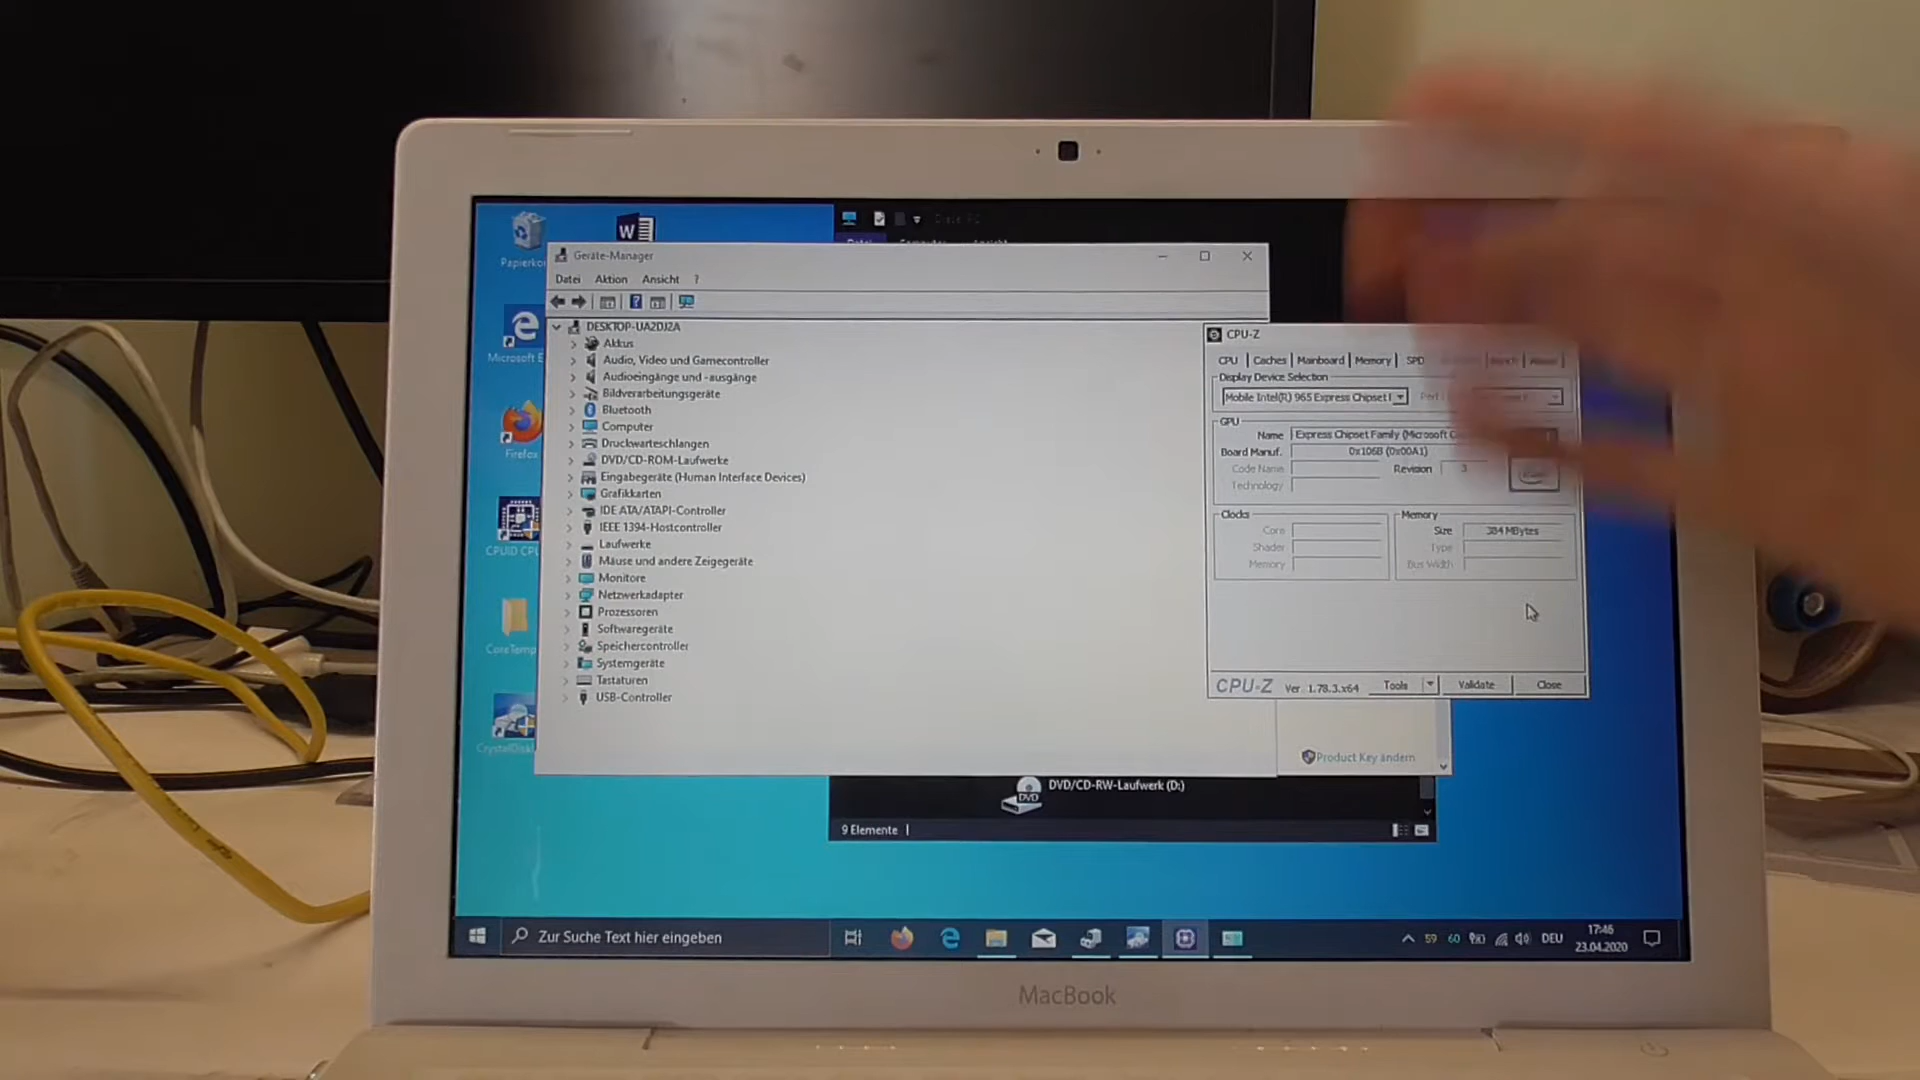 Papierko
W
Microsoft E
Firefox
CPUID CPU
CoreTemp
CrystalDisk
Geräte-Manager
Datei Aktion Ansicht ?
DESKTOP-UA2DJ2A
Akkus
Audio, Video und Gamecontroller
Audioeingänge und -ausgänge
Bildverarbeitungsgeräte
Bluetooth
Computer
Druckwarteschlangen
DVD/CD-ROM-Laufwerke
Eingabegeräte (Human Interface Devices)
Grafikkarten
IDE ATA/ATAPI-Controller
IEEE 1394-Hostcontroller
Laufwerke
Mäuse und andere Zeigegeräte
Monitore
Netzwerkadapter
Prozessoren
Softwaregeräte
Speichercontroller
Systemgeräte
Tastaturen
USB-Controller
CPU-Z
CPU Caches Mainboard Memory SPD
Display Device Selection
Mobile Intel(R) 965 Express Chipset
GPU
Name Express Chipset Family (Microsoft
Board Manuf. 0x106B (0x00A1)
Code Name Revision 3
Technology
Clocks
Core
Shader
Memory
Memory
Size 384 MBytes
Type
Bus Width
CPU-Z Ver. 1.78.3.x64 Tools Validate Close
Product Key ändern
DVD
DVD/CD-RW-Laufwerk (D:)
9 Elemente
Zur Suche Text hier eingeben
59 60 DEU
17:46
23.04.2020
MacBook